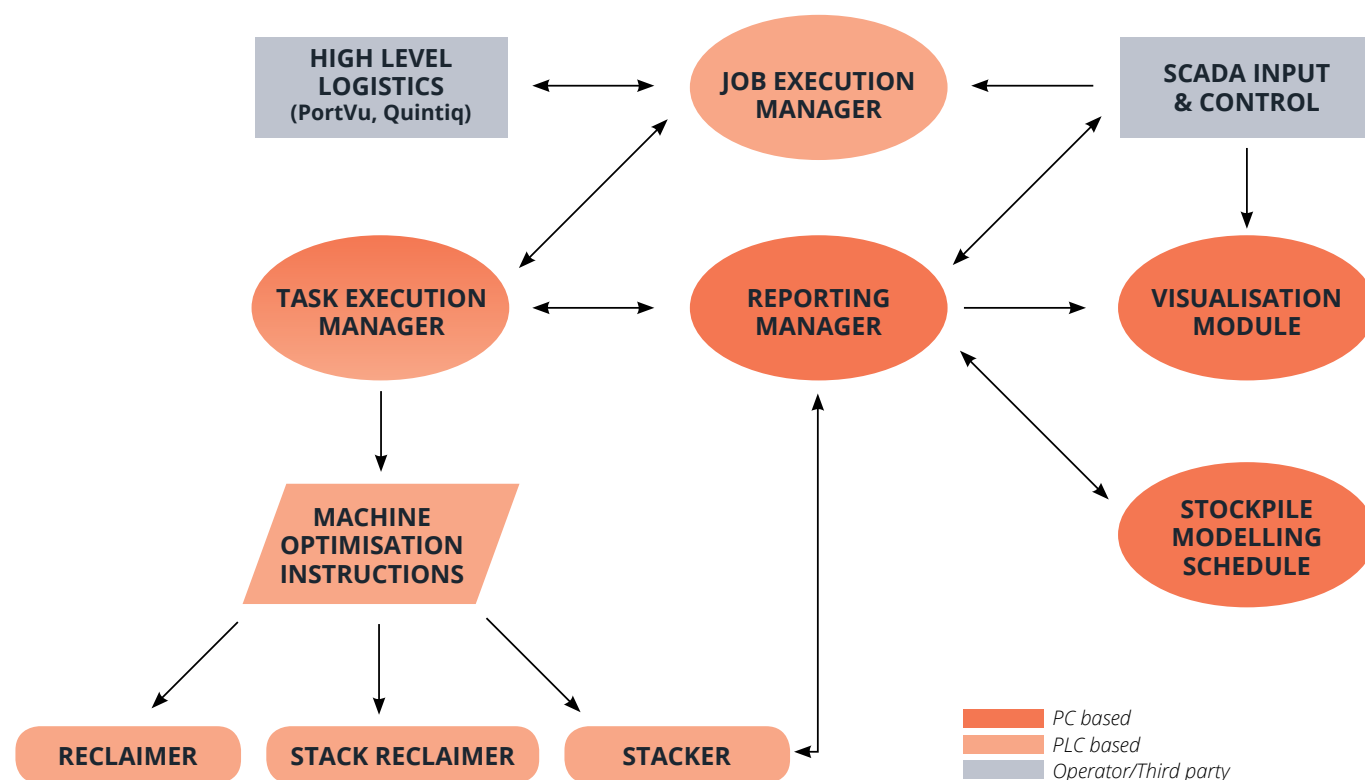 HIGH LEVEL
LOGISTICS
(PortVu, Quintiq)
JOB EXECUTION
MANAGER
SCADA INPUT
& CONTROL
TASK EXECUTION
MANAGER
REPORTING
MANAGER
VISUALISATION
MODULE
MACHINE
OPTIMISATION
INSTRUCTIONS
STOCKPILE
MODELLING
SCHEDULE
RECLAIMER
STACK RECLAIMER
STACKER
PC based
PLC based
Operator/Third party